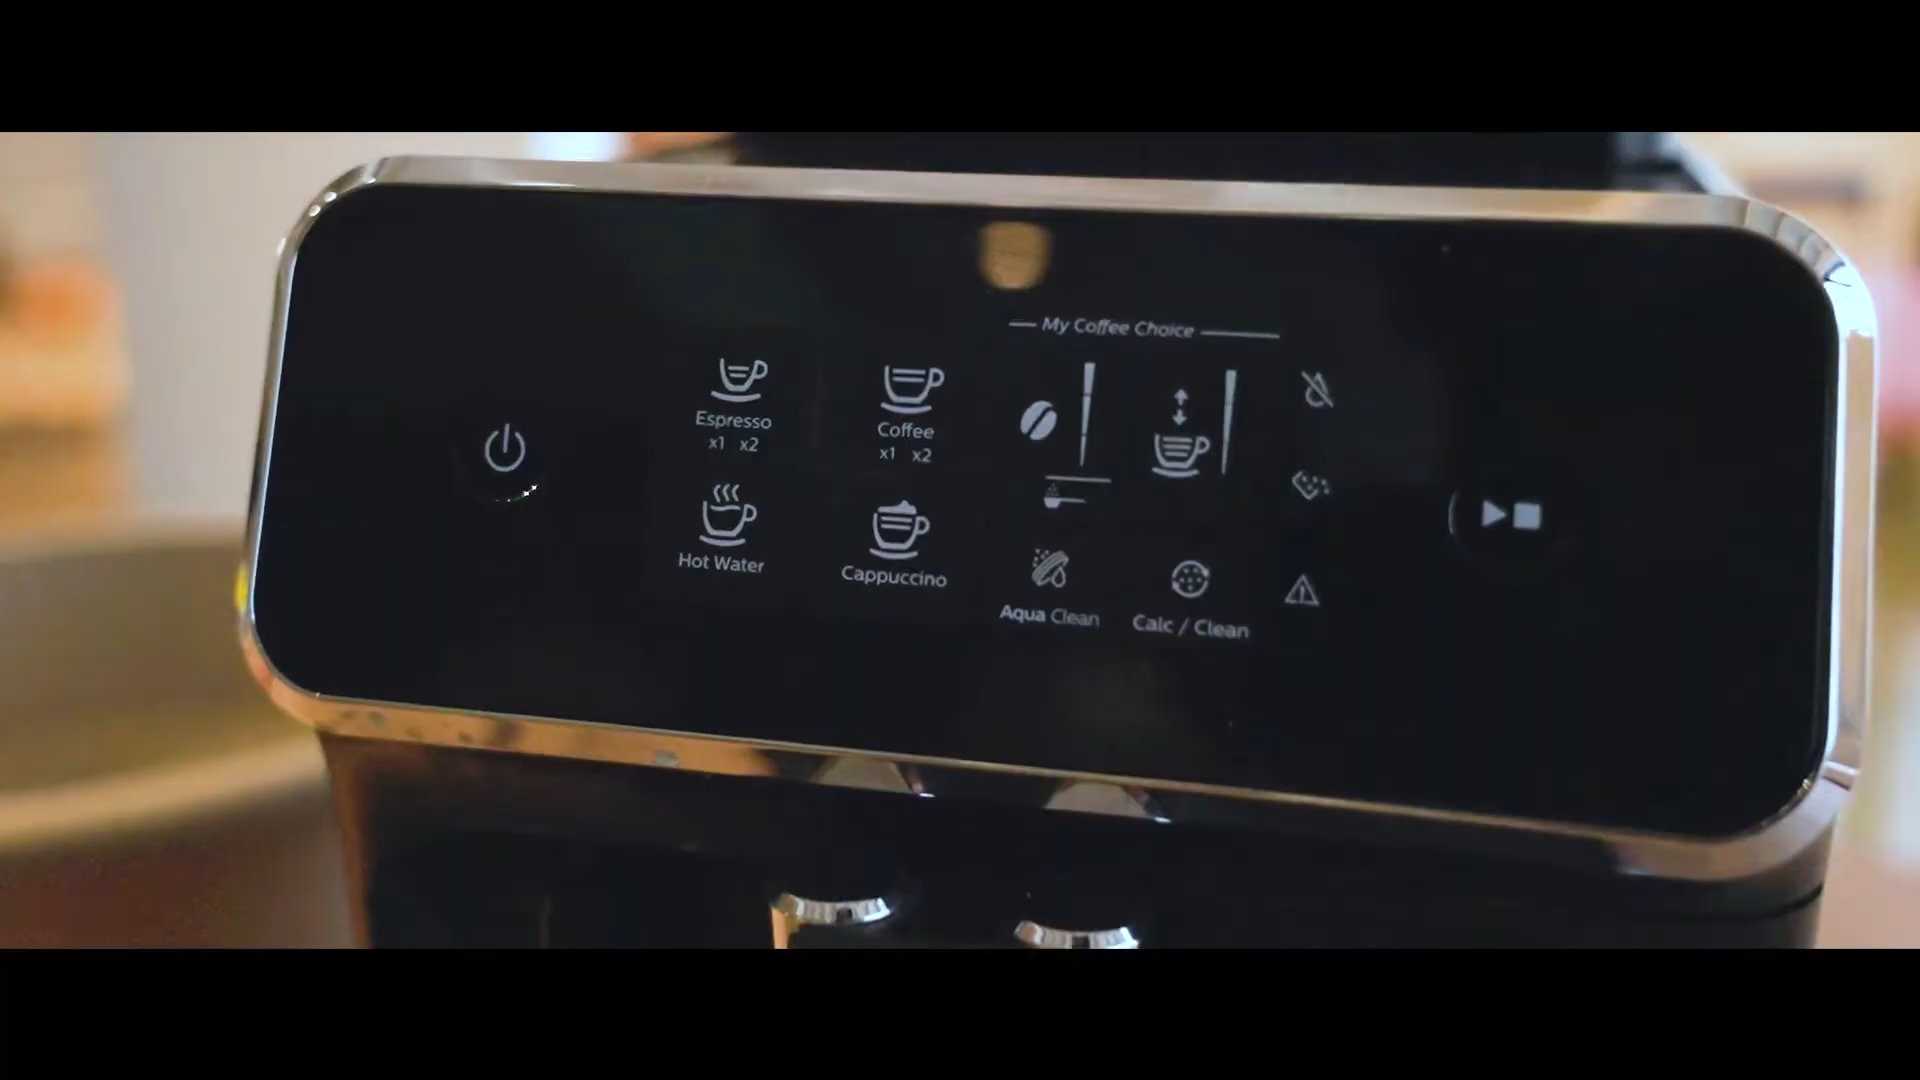 My Coffee Choice
Espresso
x1 x2
Coffee
x1 x2
Hot Water
Cappuccino
Aqua Clean
Calc / Clean